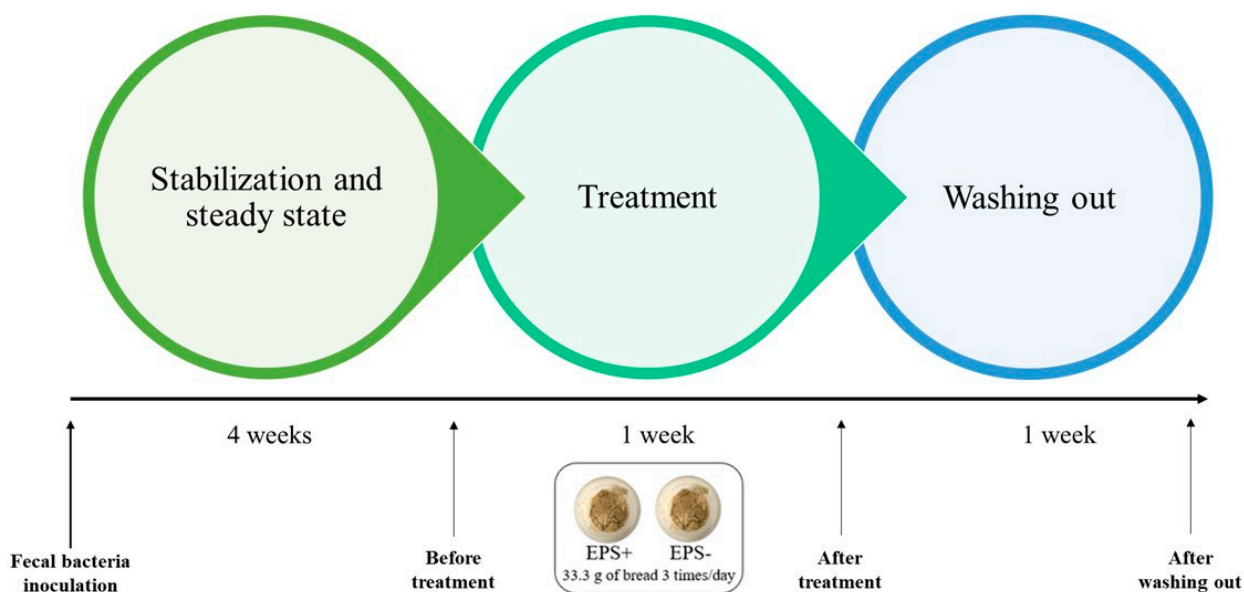 Stabilization and
steady state
Treatment
Washing out
4 weeks
1 week
1 week
EPS+ EPS-
33.3 g of bread 3 times/day
Fecal bacteria
inoculation
Before
treatment
After
treatment
After
washing out